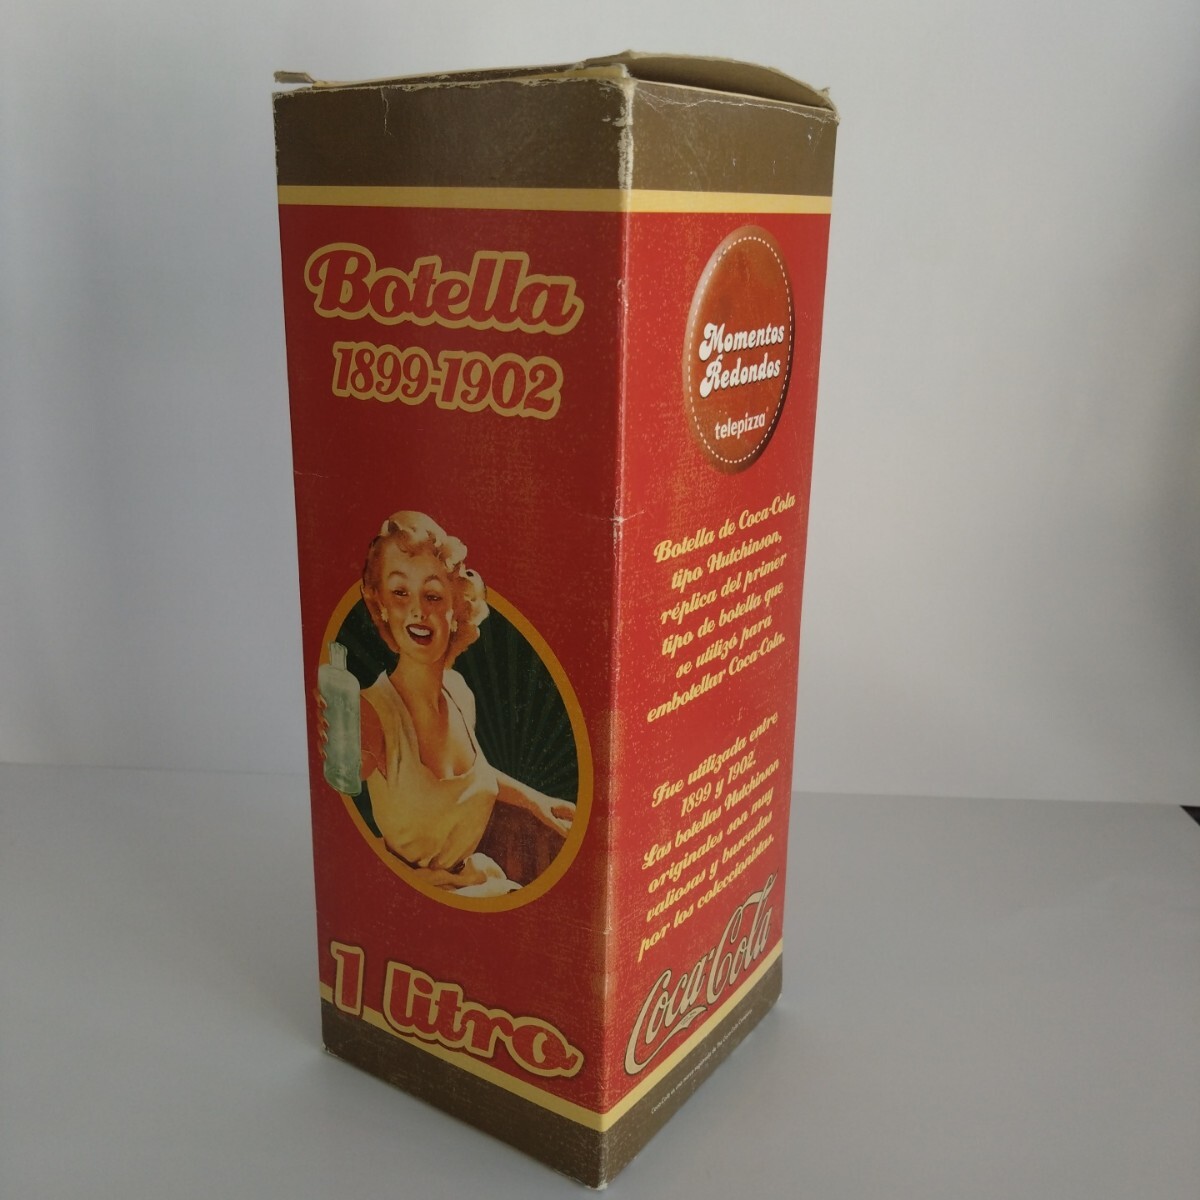 Botella
1899-1902
1 litro
Momentos
Redondos
telepizza
Botella de Coca-Cola
tipo Hutchinson,
réplica del primer
tipo de botella que
se utilizó para
embotellar Coca-Cola.
Fue utilizada entre
1899 y 1902.
Las botellas Hutchinson
originales son muy
valiosas y buscadas
por los coleccionistas.
Coca-Cola